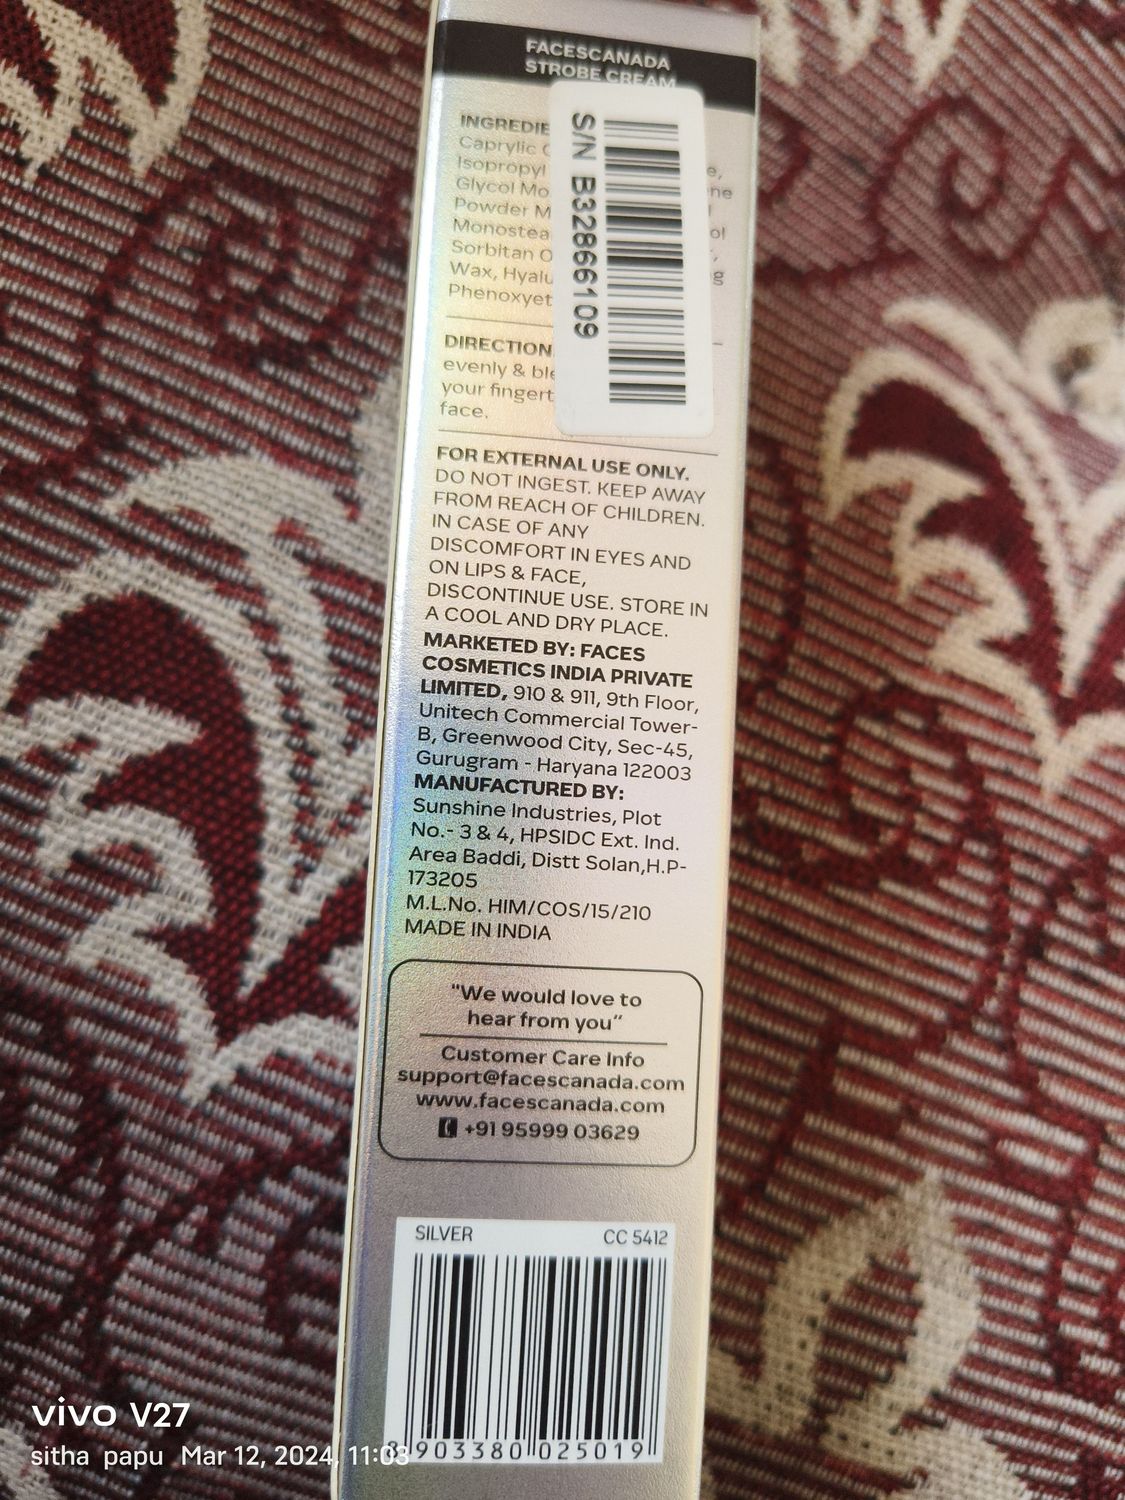 FACESCANADA
STROBE CREAM
INGREDIE
Caprylic
Isopropyl
Glycol Mo
Powder M
Monostea
Sorbitan O
Wax, Hyalu
Phenoxyet
S/N B32866109
DIRECTION
evenly & ble
your fingert
face.
FOR EXTERNAL USE ONLY.
DO NOT INGEST. KEEP AWAY
FROM REACH OF CHILDREN.
IN CASE OF ANY
DISCOMFORT IN EYES AND
ON LIPS & FACE,
DISCONTINUE USE. STORE IN
A COOL AND DRY PLACE.
MARKETED BY: FACES
COSMETICS INDIA PRIVATE
LIMITED, 910 & 911, 9th Floor,
Unitech Commercial Tower-
B, Greenwood City, Sec-45,
Gurugram - Haryana 122003
MANUFACTURED BY:
Sunshine Industries, Plot
No.- 3 & 4, HPSIDC Ext. Ind.
Area Baddi, Distt Solan,H.P-
173205
M.L.No. HIM/COS/15/210
MADE IN INDIA
"We would love to
hear from you"
Customer Care Info
support@facescanada.com
www.facescanada.com
+91 95999 03629
SILVER CC 5412
8 903380 025019
vivo V27
sitha papu Mar 12, 2024, 11:03